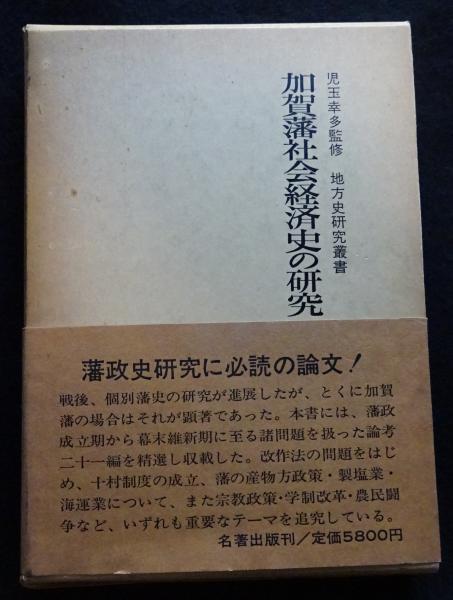 児玉幸多監修　地方史研究叢書
加賀藩社会経済史の研究
藩政史研究に必読の論文!
戦後、個別藩史の研究が進展したが、とくに加賀
藩の場合はそれが顕著であった。本書には、藩政
成立期から幕末維新期に至る諸問題を扱った論考
二十一編を精選し収載した。改作法の問題をはじ
め、十村制度の成立、藩の産物方政策・製塩業・
海運業について、また宗教政策・学制改革・農民闘
争など、いずれも重要なテーマを追究している。
名著出版刊／定価5800円